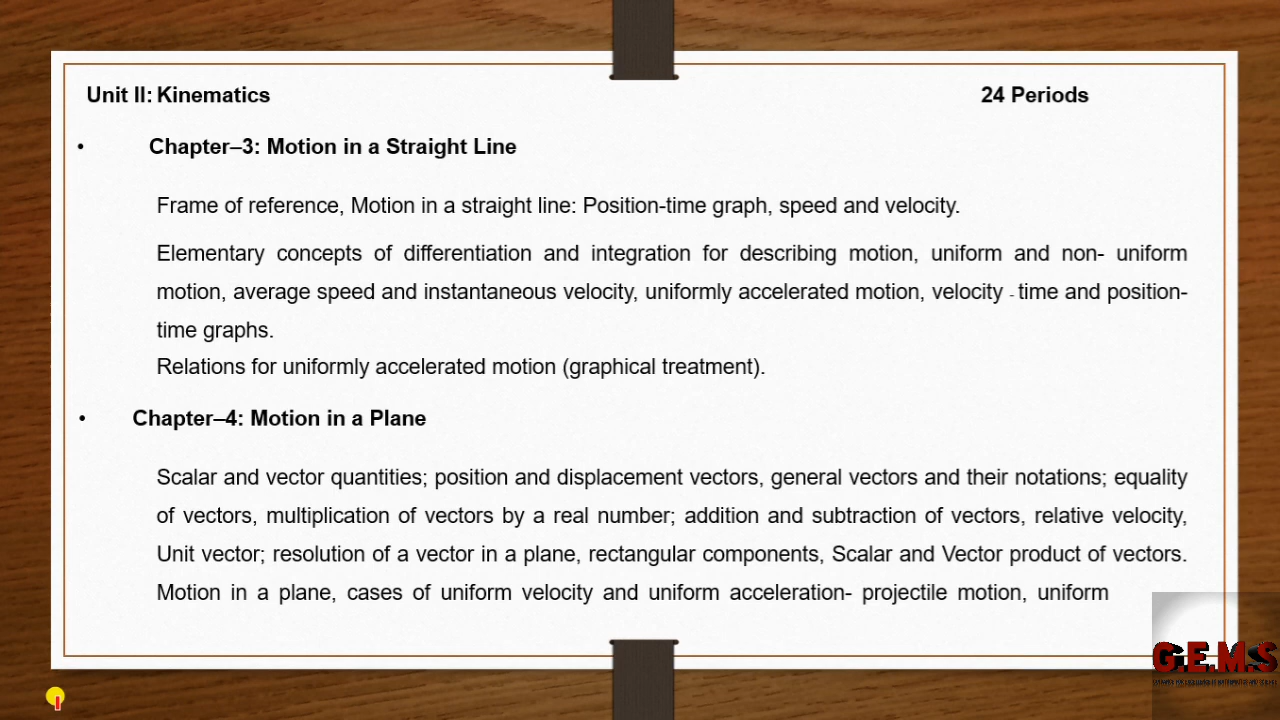 Unit II: Kinematics 24 Periods
• Chapter–3: Motion in a Straight Line
Frame of reference, Motion in a straight line: Position-time graph, speed and velocity.
Elementary concepts of differentiation and integration for describing motion, uniform and non- uniform
motion, average speed and instantaneous velocity, uniformly accelerated motion, velocity - time and position-
time graphs.
Relations for uniformly accelerated motion (graphical treatment).
• Chapter–4: Motion in a Plane
Scalar and vector quantities; position and displacement vectors, general vectors and their notations; equality
of vectors, multiplication of vectors by a real number; addition and subtraction of vectors, relative velocity,
Unit vector; resolution of a vector in a plane, rectangular components, Scalar and Vector product of vectors.
Motion in a plane, cases of uniform velocity and uniform acceleration- projectile motion, uniform
G.E.M.S